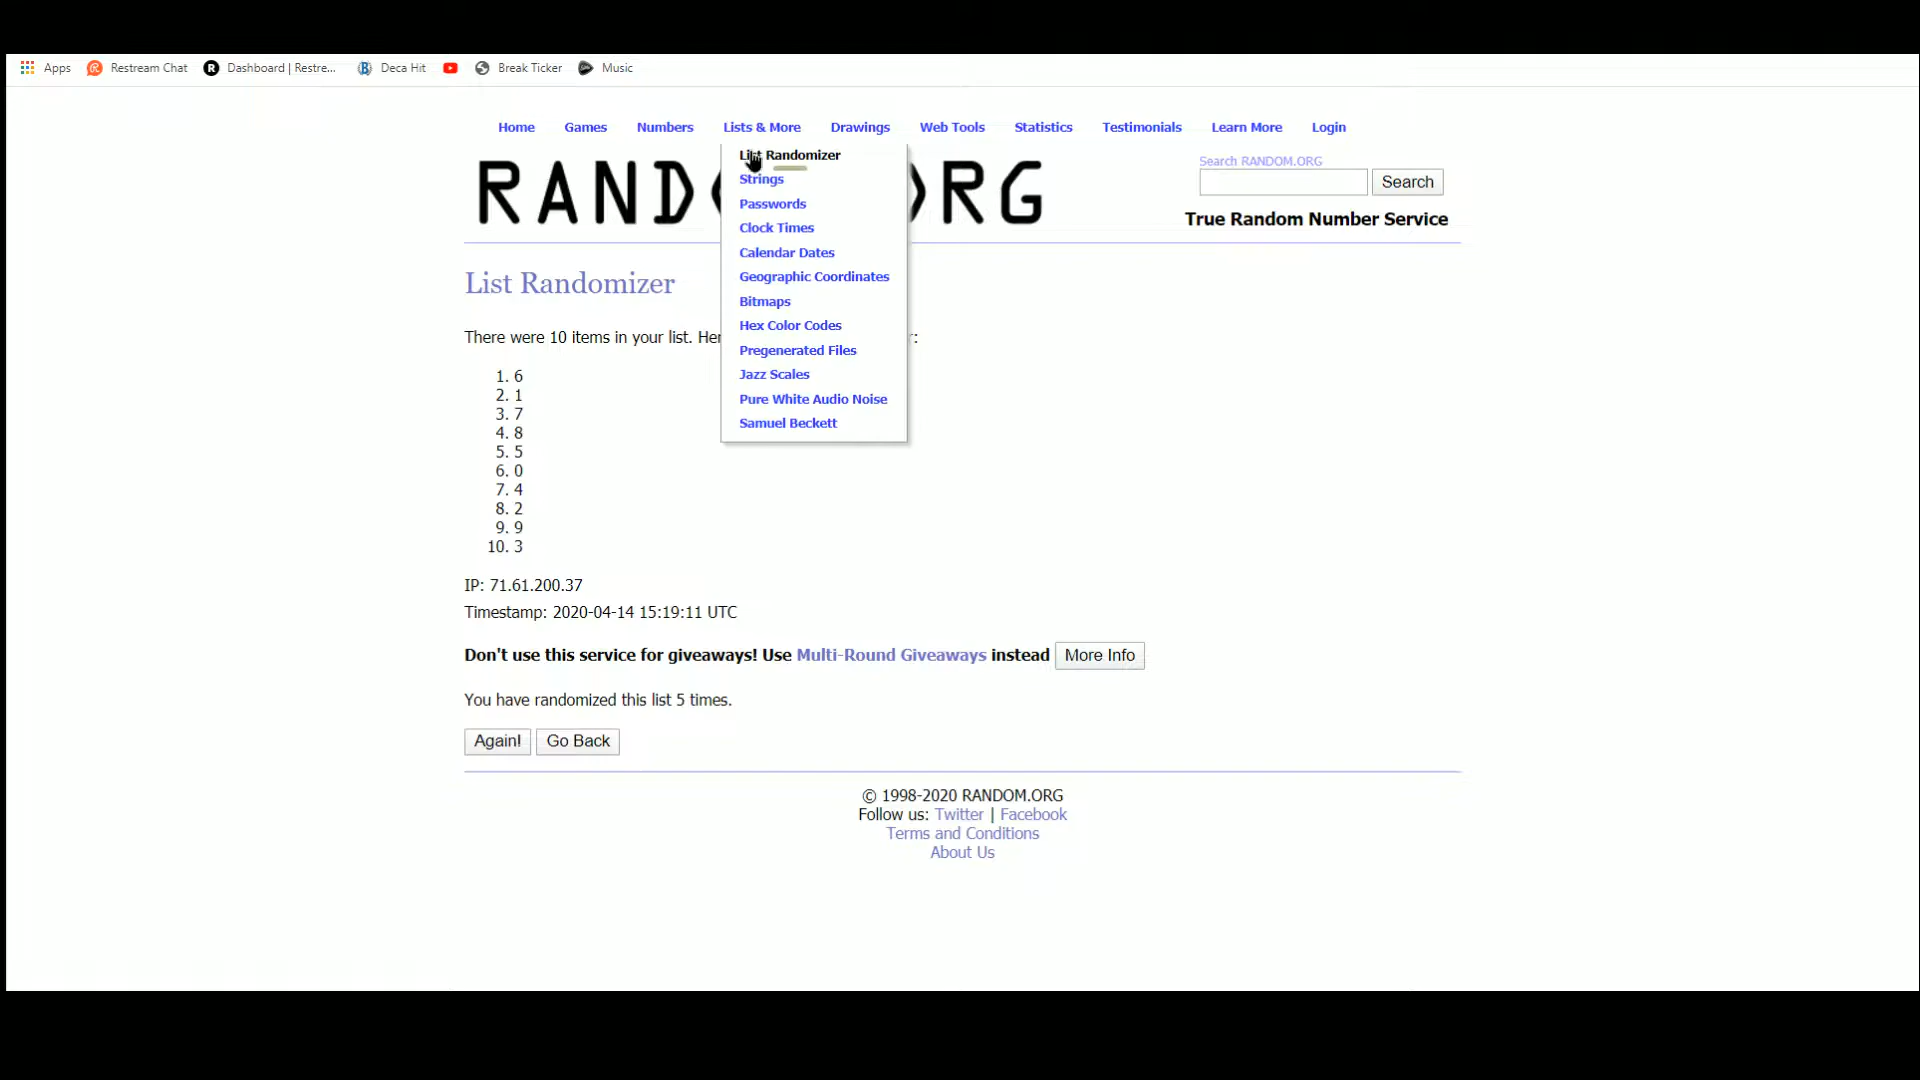 Apps Restream Chat Dashboard | Restre... Deca Hit Break Ticker Music
Home Games Numbers Lists & More Drawings Web Tools Statistics Testimonials Learn More Login
List Randomizer
Strings
Passwords
Clock Times
Calendar Dates
Geographic Coordinates
Bitmaps
Hex Color Codes
Pregenerated Files
Jazz Scales
Pure White Audio Noise
Samuel Beckett
RAND RG
Search RANDOM.ORG
Search
True Random Number Service
List Randomizer
There were 10 items in your list. Her :
1. 6
2. 1
3. 7
4. 8
5. 5
6. 0
7. 4
8. 2
9. 9
10. 3
IP: 71.61.200.37
Timestamp: 2020-04-14 15:19:11 UTC
Don't use this service for giveaways! Use Multi-Round Giveaways instead More Info
You have randomized this list 5 times.
Again! Go Back
© 1998-2020 RANDOM.ORG
Follow us: Twitter | Facebook
Terms and Conditions
About Us